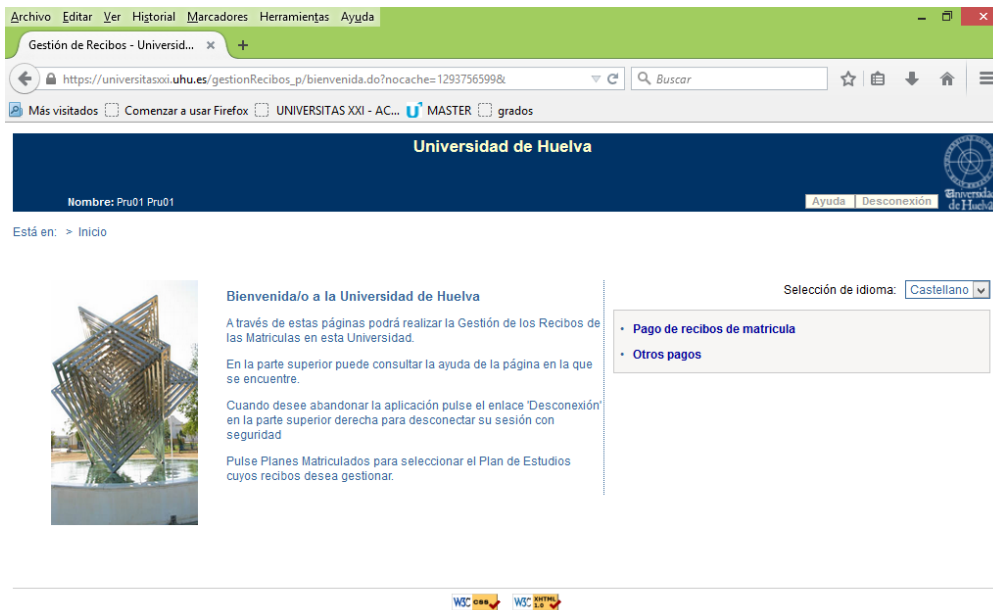 Archivo Editar Ver Historial Marcadores Herramientas Ayuda
Gestión de Recibos - Universid... × +
https://universitasxxi.uhu.es/gestionRecibos_p/bienvenida.do?nocache=1293756599& Buscar
Más visitados Comenzar a usar Firefox UNIVERSITAS XXI - AC... MASTER grados
Universidad de Huelva
Nombre: Pru01 Pru01
Ayuda Desconexión
Universidad
de Huelva
Está en: > Inicio
Selección de idioma: Castellano
Bienvenida/o a la Universidad de Huelva
A través de estas páginas podrá realizar la Gestión de los Recibos de
las Matriculas en esta Universidad.
En la parte superior puede consultar la ayuda de la página en la que
se encuentre.
Cuando desee abandonar la aplicación pulse el enlace 'Desconexión'
en la parte superior derecha para desconectar su sesión con
seguridad
Pulse Planes Matriculados para seleccionar el Plan de Estudios
cuyos recibos desea gestionar.
• Pago de recibos de matricula
• Otros pagos
W3C css W3C XHTML 1.0